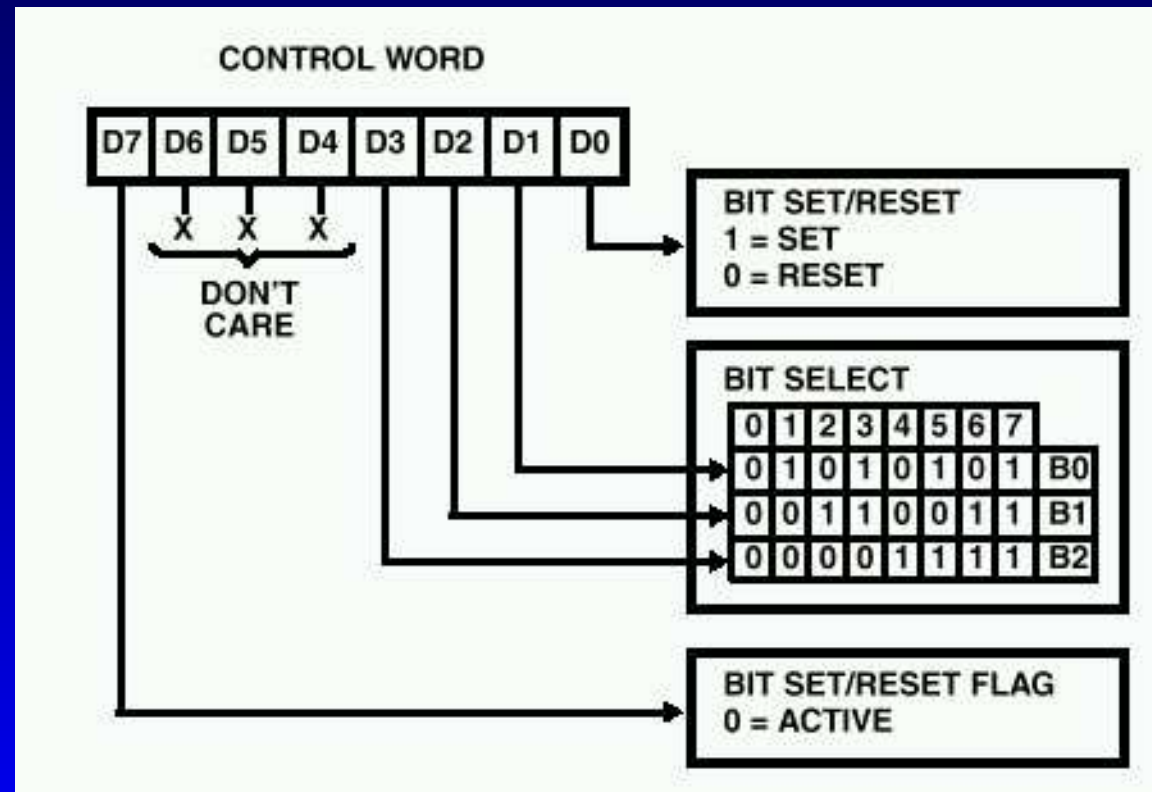 CONTROL WORD
D7 D6 D5 D4 D3 D2 D1 D0
X X X
DON'T
CARE
BIT SET/RESET
1 = SET
0 = RESET
BIT SELECT
0 1 2 3 4 5 6 7
0 1 0 1 0 1 0 1 B0
0 0 1 1 0 0 1 1 B1
0 0 0 0 1 1 1 1 B2
BIT SET/RESET FLAG
0 = ACTIVE